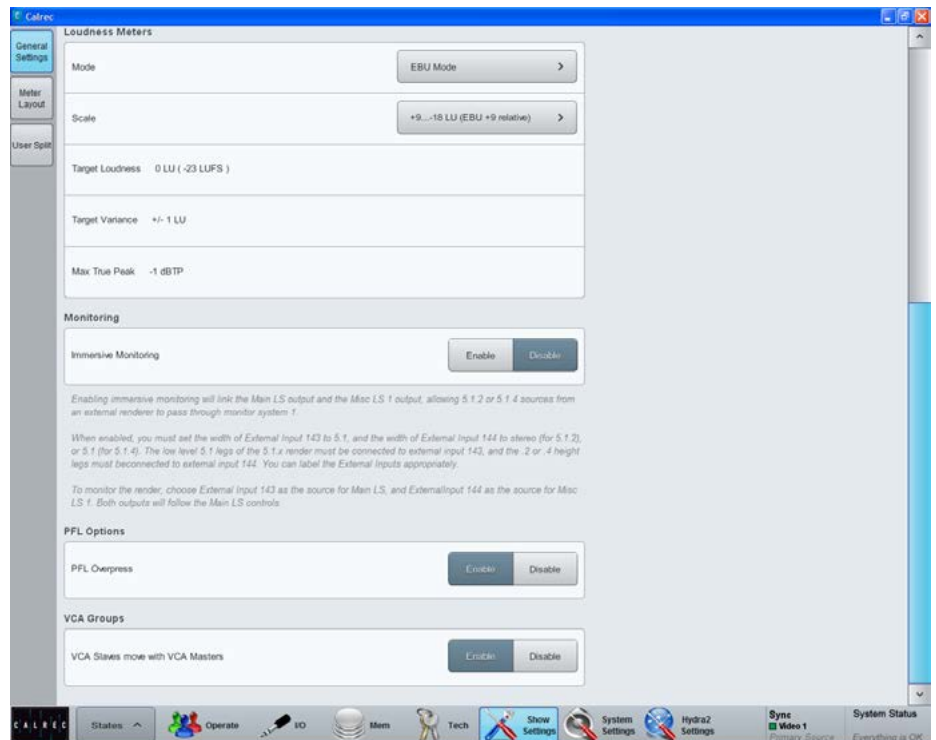 Calrec
General Settings
Meter Layout
User Split
Loudness Meters
Mode
EBU Mode
Scale
+9...-18 LU (EBU +9 relative)
Target Loudness 0 LU ( -23 LUFS )
Target Variance +/- 1 LU
Max True Peak -1 dBTP
Monitoring
Immersive Monitoring
Enable
Disable
Enabling immersive monitoring will link the Main LS output and the Misc LS 1 output, allowing 5.1.2 or 5.1.4 sources from
an external renderer to pass through monitor system 1.
When enabled, you must set the width of External Input 143 to 5.1, and the width of External Input 144 to stereo (for 5.1.2),
or 5.1 (for 5.1.4). The low level 5.1 legs of the 5.1.x render must be connected to external input 143, and the .2 or .4 height
legs must beconnected to external input 144. You can label the External Inputs appropriately.
To monitor the render, choose External Input 143 as the source for Main LS, and ExternalInput 144 as the source for Misc
LS 1. Both outputs will follow the Main LS controls.
PFL Options
PFL Overpress
Enable
Disable
VCA Groups
VCA Slaves move with VCA Masters
Enable
Disable
CALREC
States
Operate
I/O
Mem
Tech
Show Settings
System Settings
Hydra2 Settings
Sync
Video 1
Primary Source
System Status
Everything is OK